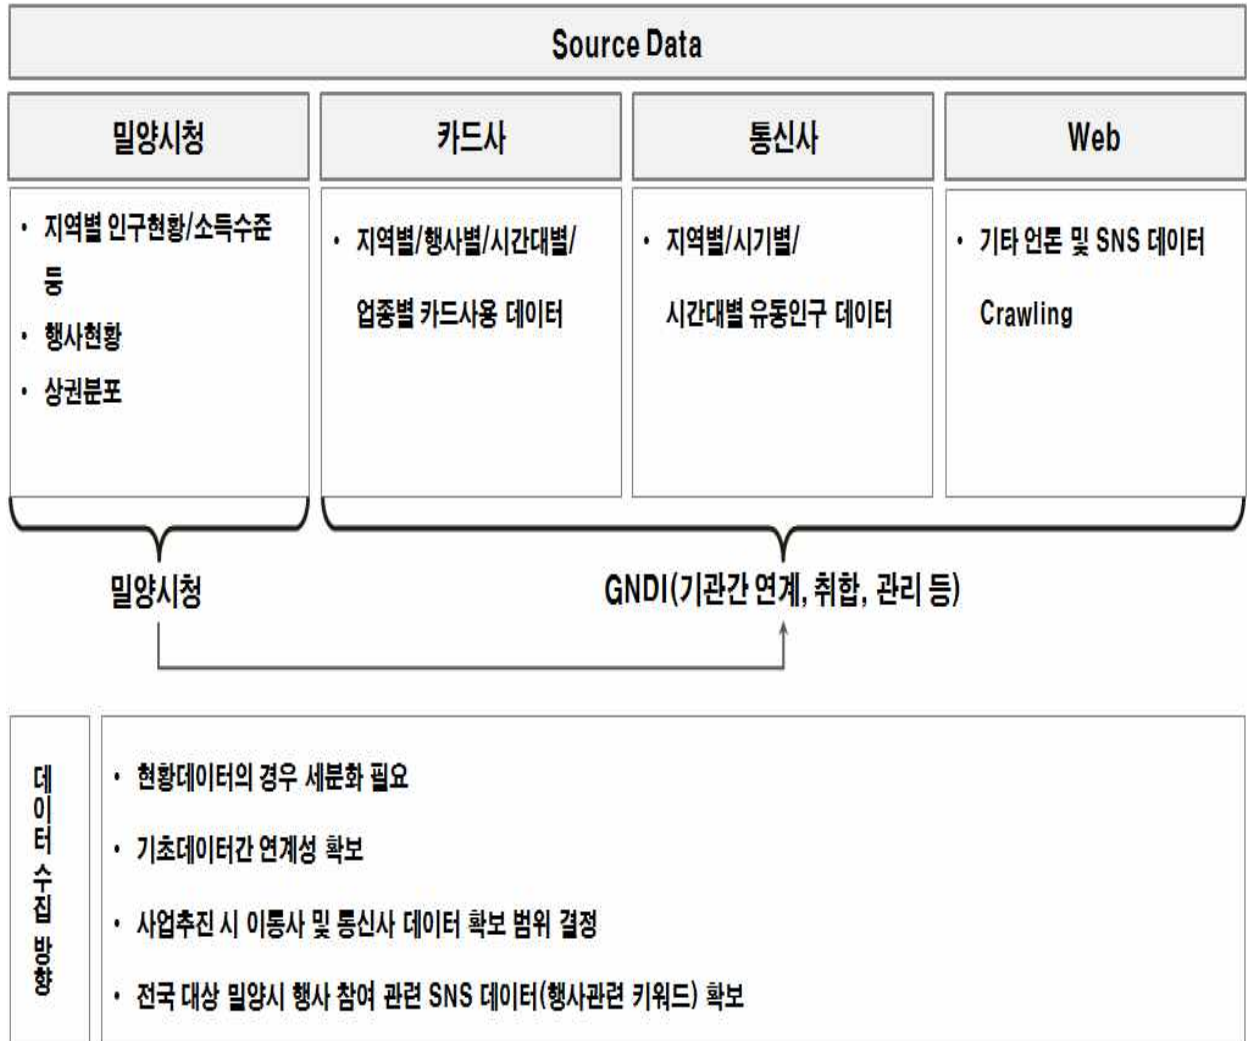 Source Data
밀양시청
카드사
통신사
Web
• 지역별 인구현황/소득수준
등
• 행사현황
• 상권분포
• 지역별/행사별/시간대별/
업종별 카드사용 데이터
• 지역별/시기별/
시간대별 유동인구 데이터
• 기타 언론 및 SNS 데이터
Crawling
밀양시청
GNDI(기관간 연계, 취합, 관리 등)
데이터 수집 방향
• 현황데이터의 경우 세분화 필요
• 기초데이터간 연계성 확보
• 사업추진 시 이통사 및 통신사 데이터 확보 범위 결정
• 전국 대상 밀양시 행사 참여 관련 SNS 데이터(행사관련 키워드) 확보